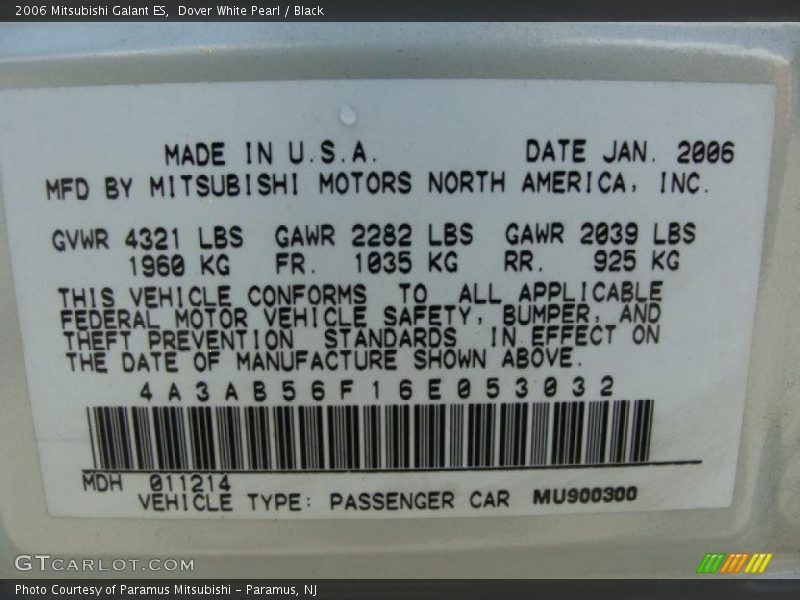 2006 Mitsubishi Galant ES, Dover White Pearl / Black
MADE IN U.S.A. DATE JAN. 2006
MFD BY MITSUBISHI MOTORS NORTH AMERICA, INC.
GVWR 4321 LBS GAWR 2282 LBS GAWR 2039 LBS
1960 KG FR. 1035 KG RR. 925 KG
THIS VEHICLE CONFORMS TO ALL APPLICABLE
FEDERAL MOTOR VEHICLE SAFETY, BUMPER, AND
THEFT PREVENTION STANDARDS IN EFFECT ON
THE DATE OF MANUFACTURE SHOWN ABOVE.
4A3AB56F16E053032
MDH 011214
VEHICLE TYPE: PASSENGER CAR MU900300
GTCARLOT.COM
Photo Courtesy of Paramus Mitsubishi - Paramus, NJ